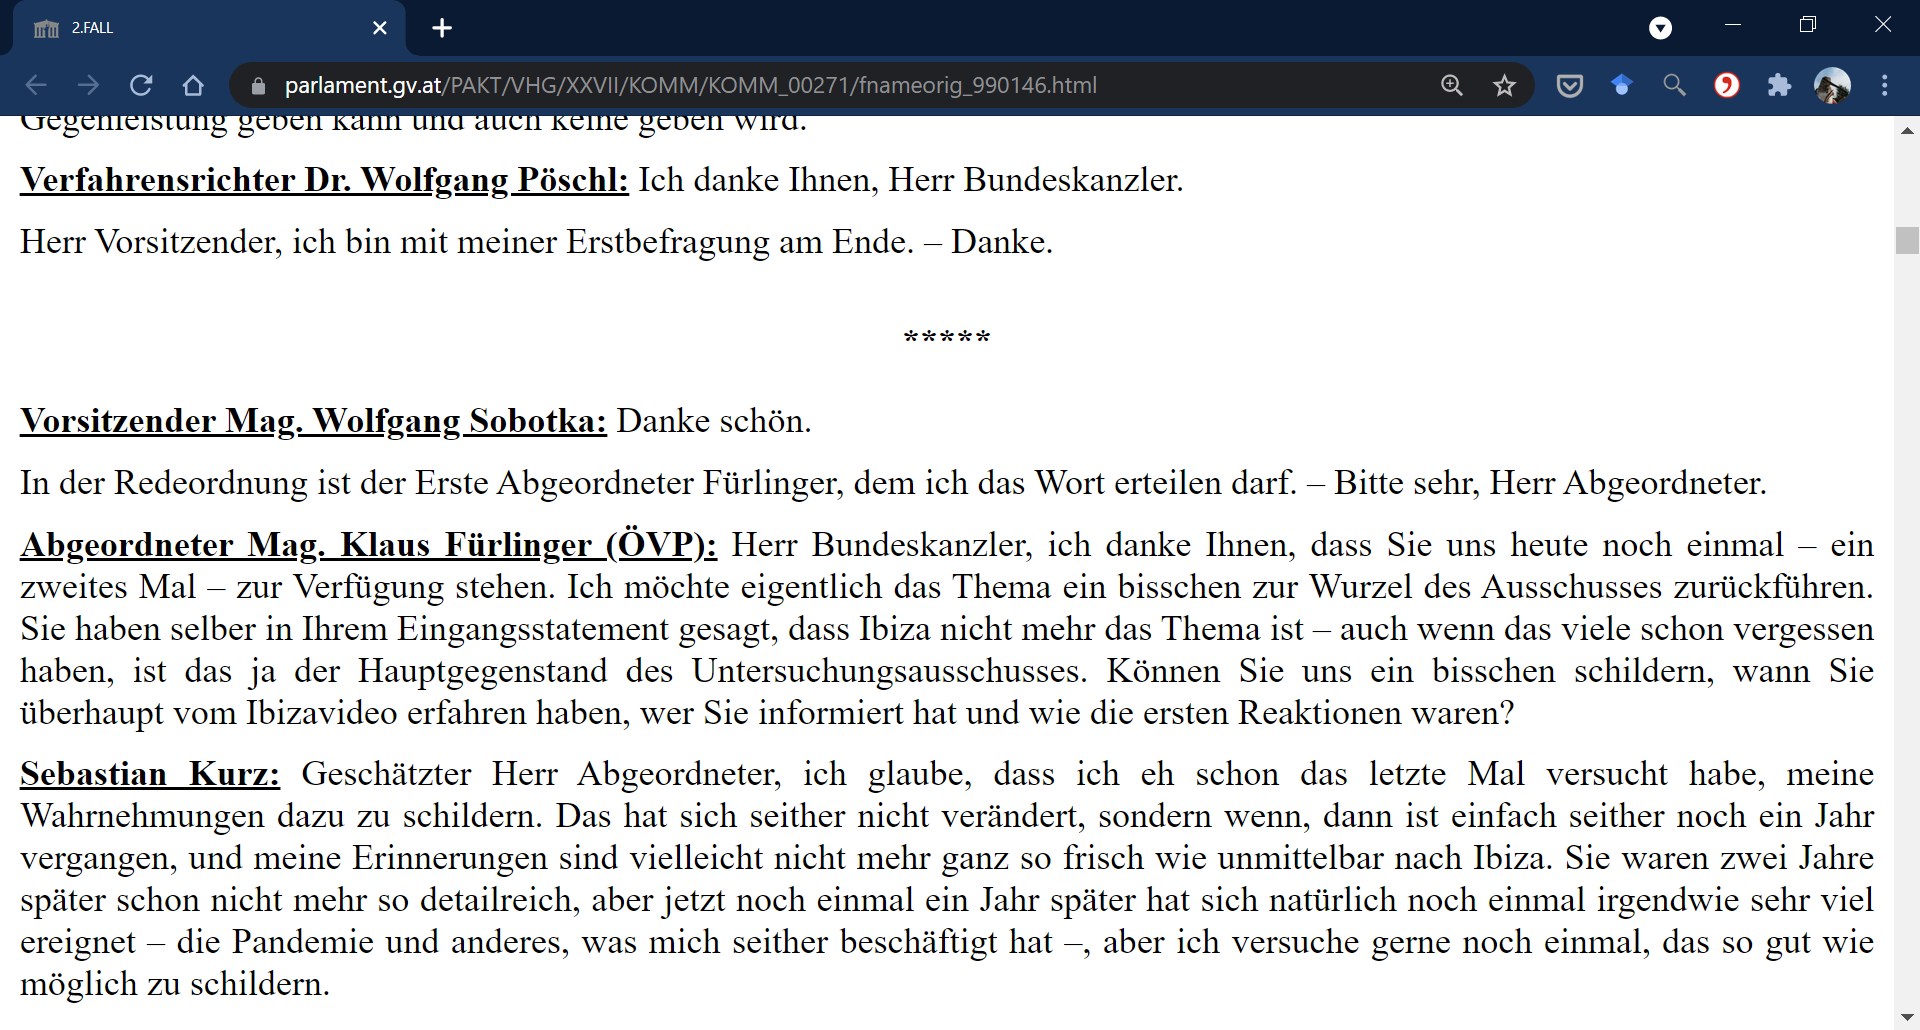 2.FALL
parlament.gv.at/PAKT/VHG/XXVII/KOMM/KOMM_00271/fnameorig_990146.html
Gegenleistung geben kann und auch keine geben wird.
Verfahrensrichter Dr. Wolfgang Pöschl: Ich danke Ihnen, Herr Bundeskanzler.
Herr Vorsitzender, ich bin mit meiner Erstbefragung am Ende. – Danke.
*****
Vorsitzender Mag. Wolfgang Sobotka: Danke schön.
In der Redeordnung ist der Erste Abgeordneter Fürlinger, dem ich das Wort erteilen darf. – Bitte sehr, Herr Abgeordneter.
Abgeordneter Mag. Klaus Fürlinger (ÖVP): Herr Bundeskanzler, ich danke Ihnen, dass Sie uns heute noch einmal – ein
zweites Mal – zur Verfügung stehen. Ich möchte eigentlich das Thema ein bisschen zur Wurzel des Ausschusses zurückführen.
Sie haben selber in Ihrem Eingangsstatement gesagt, dass Ibiza nicht mehr das Thema ist – auch wenn das viele schon vergessen
haben, ist das ja der Hauptgegenstand des Untersuchungsausschusses. Können Sie uns ein bisschen schildern, wann Sie
überhaupt vom Ibizavideo erfahren haben, wer Sie informiert hat und wie die ersten Reaktionen waren?
Sebastian Kurz: Geschätzter Herr Abgeordneter, ich glaube, dass ich eh schon das letzte Mal versucht habe, meine
Wahrnehmungen dazu zu schildern. Das hat sich seither nicht verändert, sondern wenn, dann ist einfach seither noch ein Jahr
vergangen, und meine Erinnerungen sind vielleicht nicht mehr ganz so frisch wie unmittelbar nach Ibiza. Sie waren zwei Jahre
später schon nicht mehr so detailreich, aber jetzt noch einmal ein Jahr später hat sich natürlich noch einmal irgendwie sehr viel
ereignet – die Pandemie und anderes, was mich seither beschäftigt hat –, aber ich versuche gerne noch einmal, das so gut wie
möglich zu schildern.